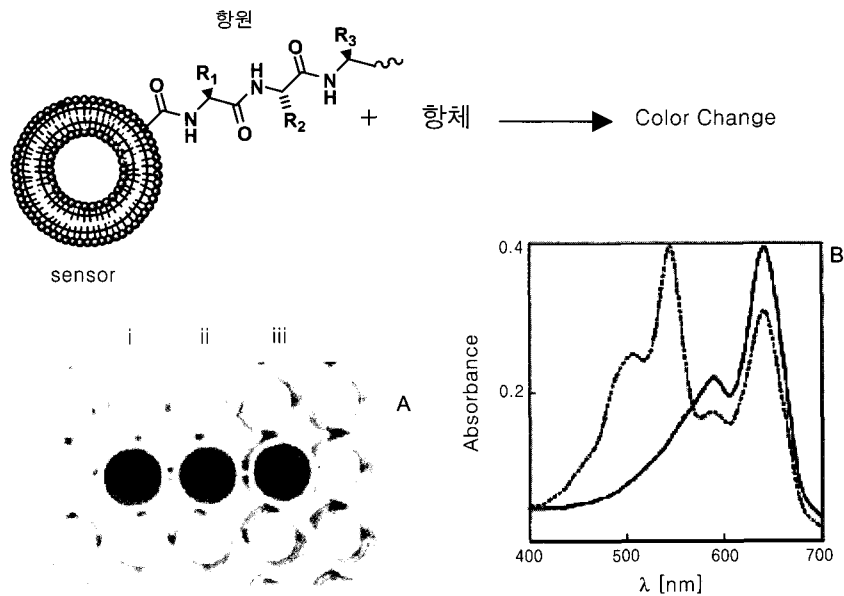 항원
R₁
R₂
R₃
O
O
O
N
H
H
N
N
H
+ 항체 Color Change
sensor
i ii iii
A
B
0.4
0.2
Absorbance
400 500 600 700
λ [nm]